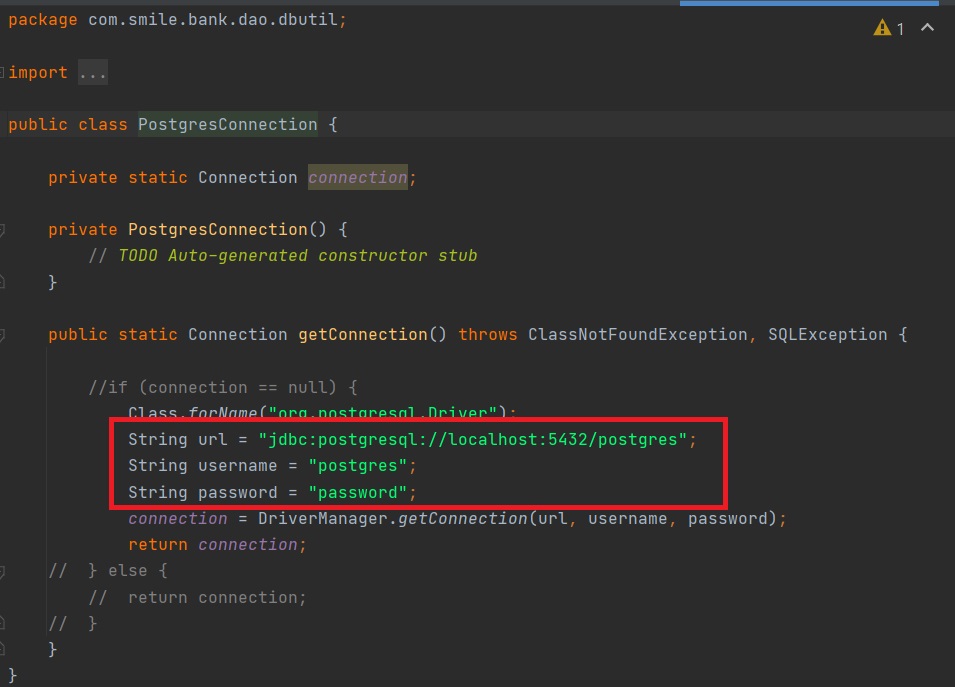 package com.smile.bank.dao.dbutil;
1
import ...
public class PostgresConnection {
private static Connection connection;
private PostgresConnection() {
// TODO Auto-generated constructor stub
}
public static Connection getConnection() throws ClassNotFoundException, SQLException {
//if (connection == null) {
Class.forName("org.postgresql.Driver");
String url = "jdbc:postgresql://localhost:5432/postgres";
String username = "postgres";
String password = "password";
connection = DriverManager.getConnection(url, username, password);
return connection;
// } else {
// return connection;
// }
}
}